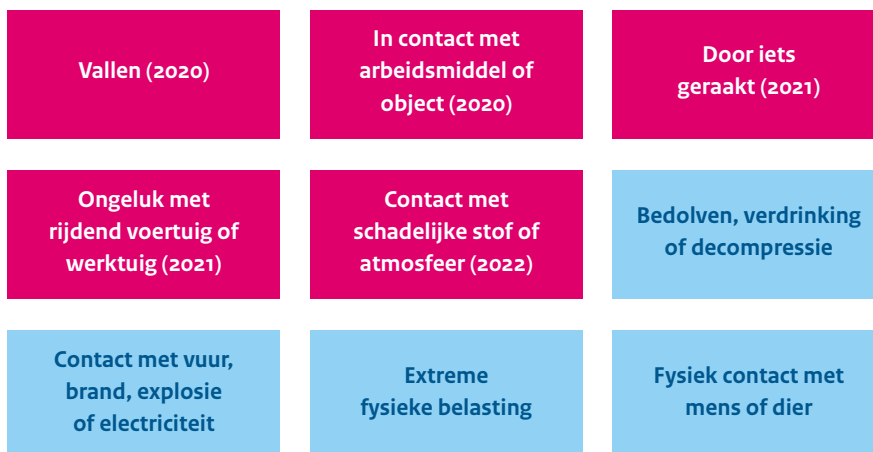 Vallen (2020)
In contact met
arbeidsmiddel of
object (2020)
Door iets
geraakt (2021)
Ongeluk met
rijdend voertuig of
werktuig (2021)
Contact met
schadelijke stof of
atmosfeer (2022)
Bedolven, verdrinking
of decompressie
Contact met vuur,
brand, explosie
of electriciteit
Extreme
fysieke belasting
Fysiek contact met
mens of dier